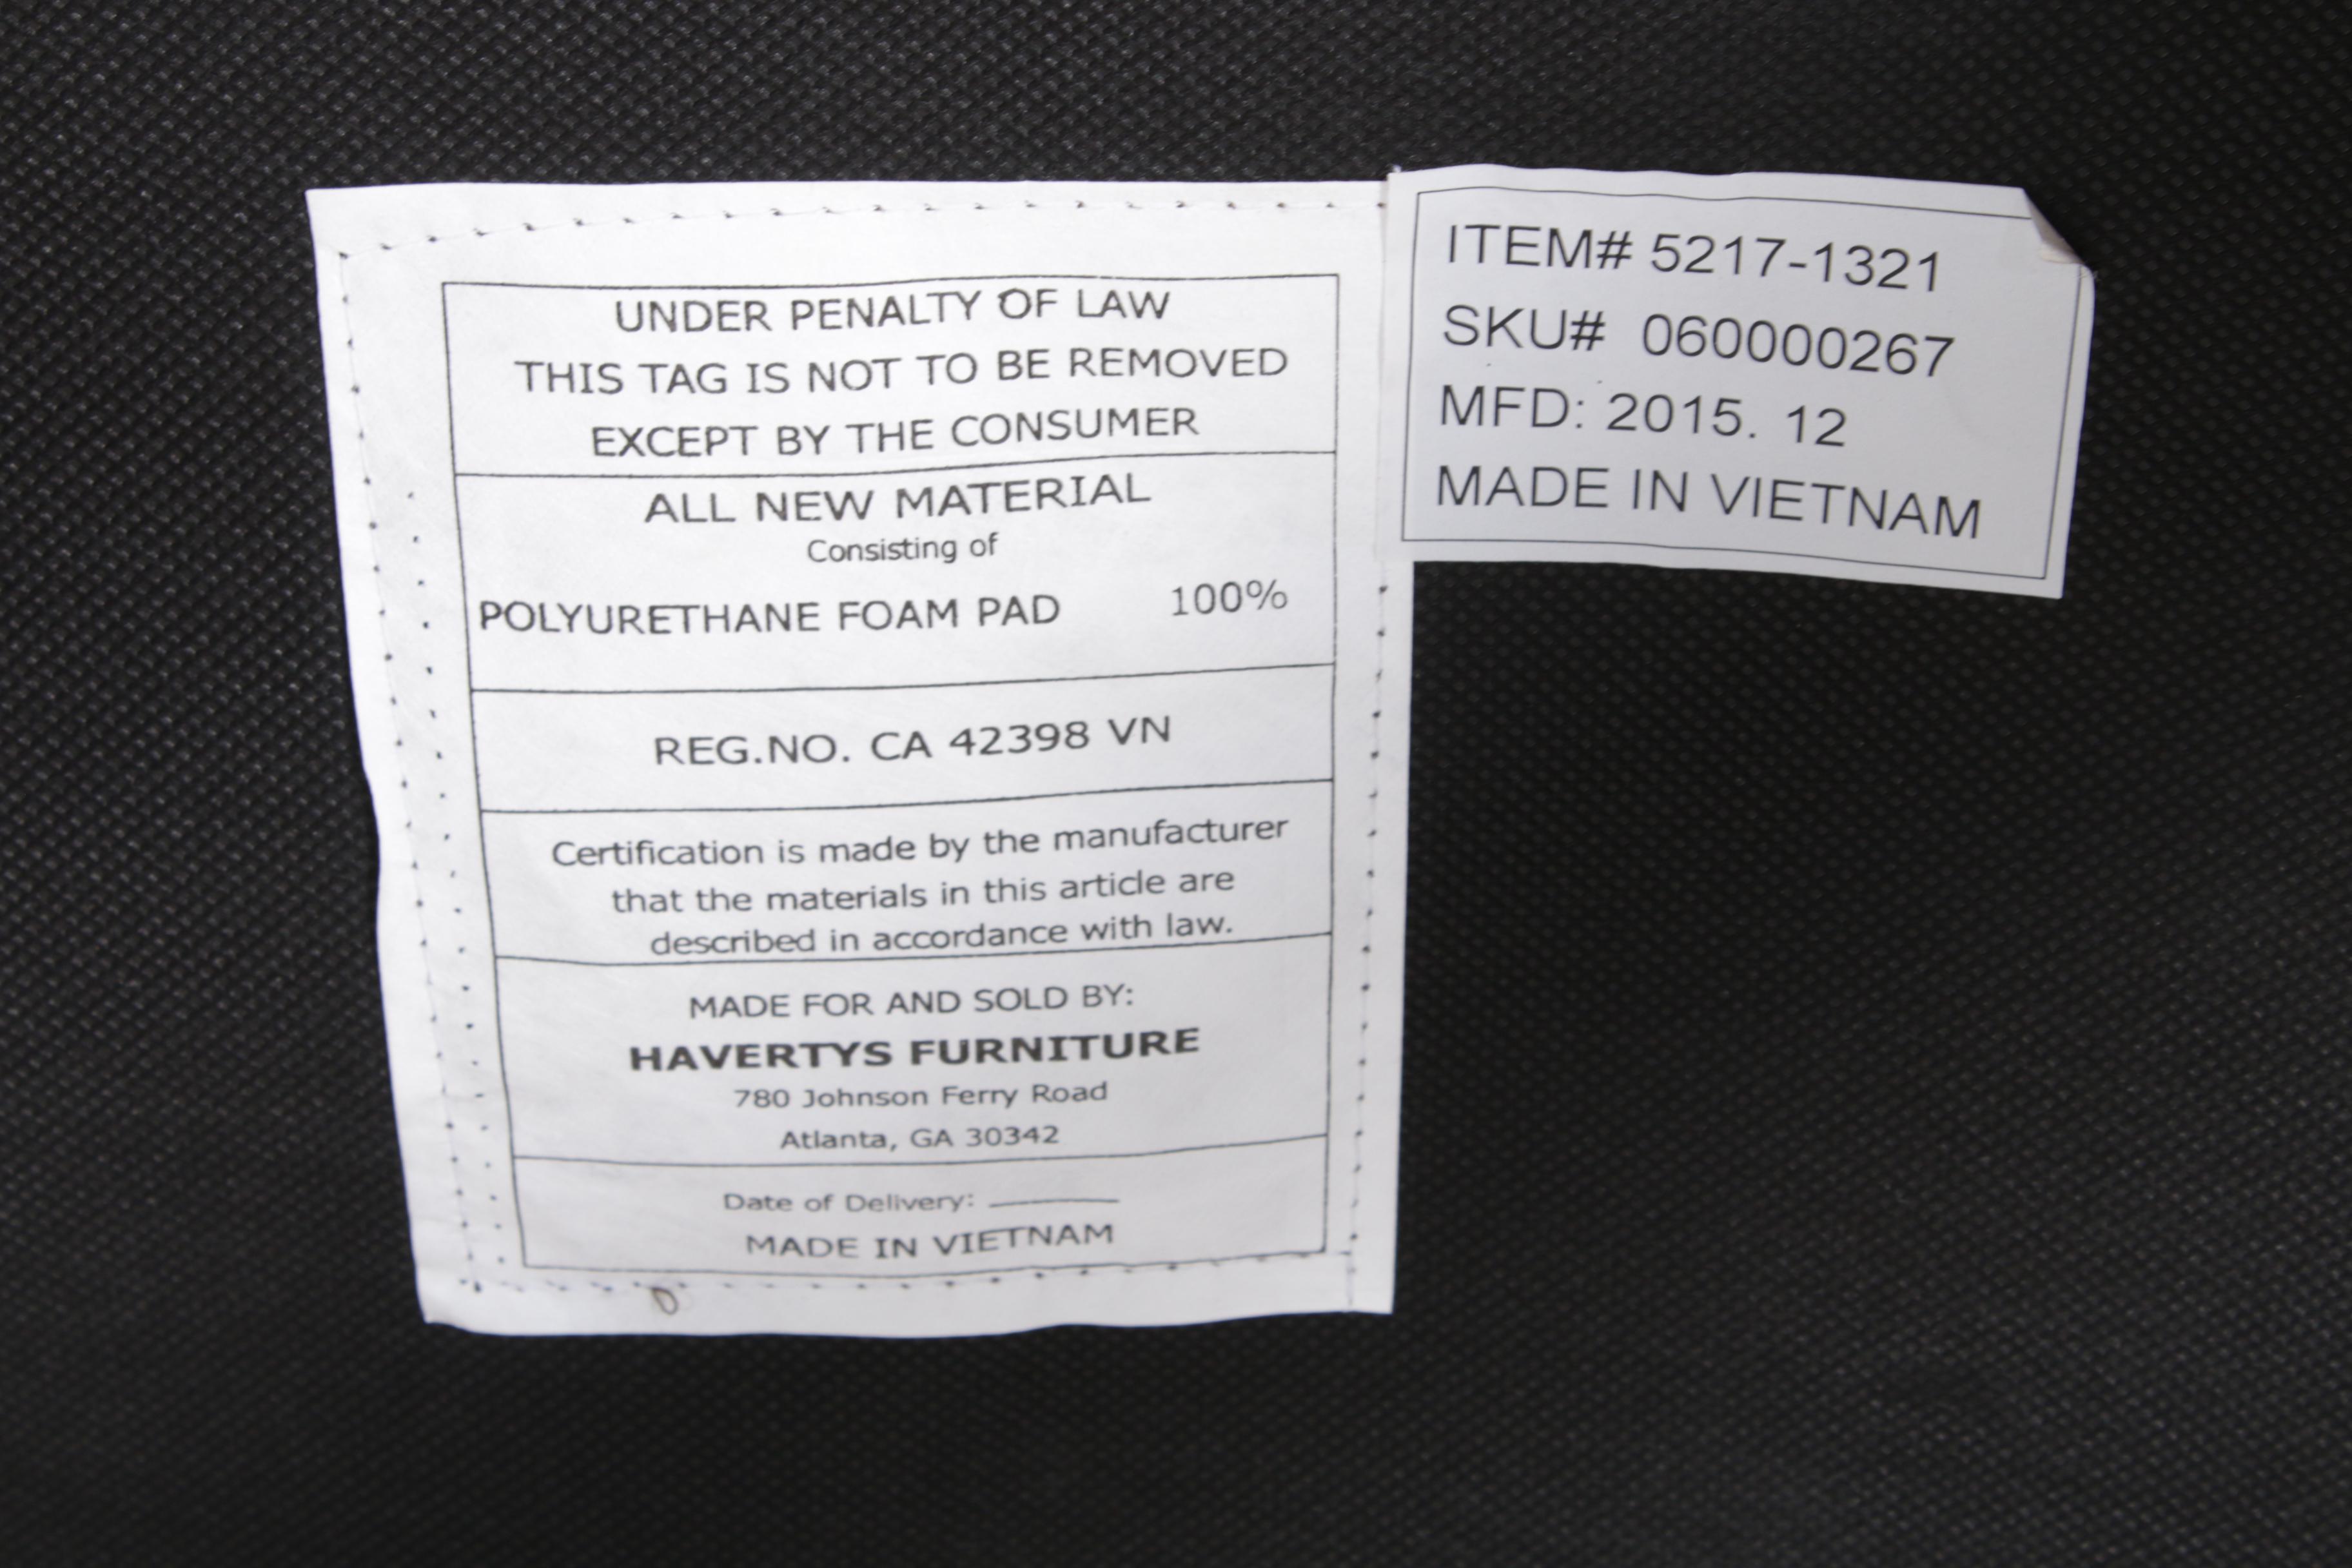 UNDER PENALTY OF LAW
THIS TAG IS NOT TO BE REMOVED
EXCEPT BY THE CONSUMER
ALL NEW MATERIAL
Consisting of
POLYURETHANE FOAM PAD 100%
REG.NO. CA 42398 VN
Certification is made by the manufacturer
that the materials in this article are
described in accordance with law.
MADE FOR AND SOLD BY:
HAVERTYS FURNITURE
780 Johnson Ferry Road
Atlanta, GA 30342
Date of Delivery: ________
MADE IN VIETNAM
ITEM# 5217-1321
SKU# 060000267
MFD: 2015. 12
MADE IN VIETNAM